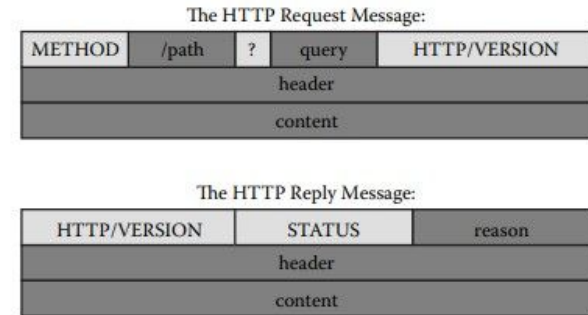 The HTTP Request Message:
METHOD /path ? query HTTP/VERSION
header
content
The HTTP Reply Message:
HTTP/VERSION STATUS reason
header
content